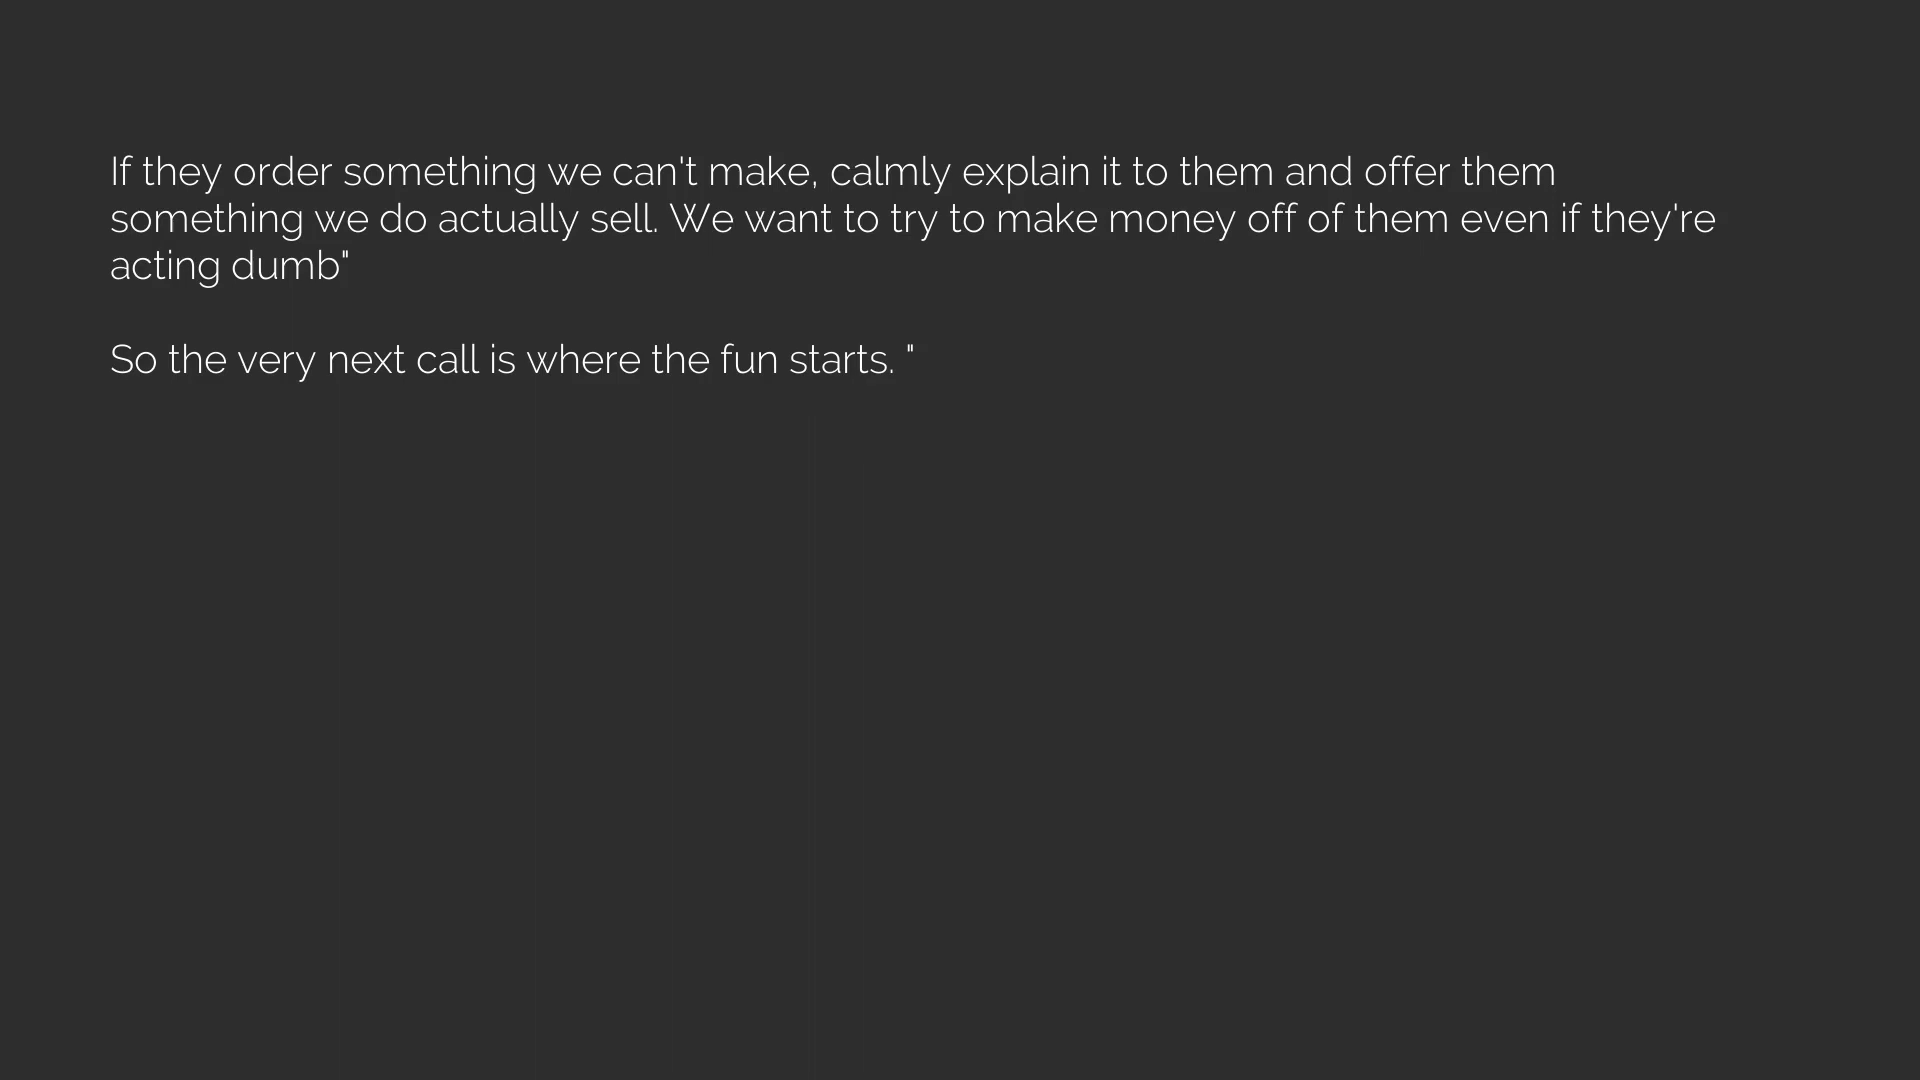 If they order something we can't make, calmly explain it to them and offer them
something we do actually sell. We want to try to make money off of them even if they're
acting dumb"
So the very next call is where the fun starts. "